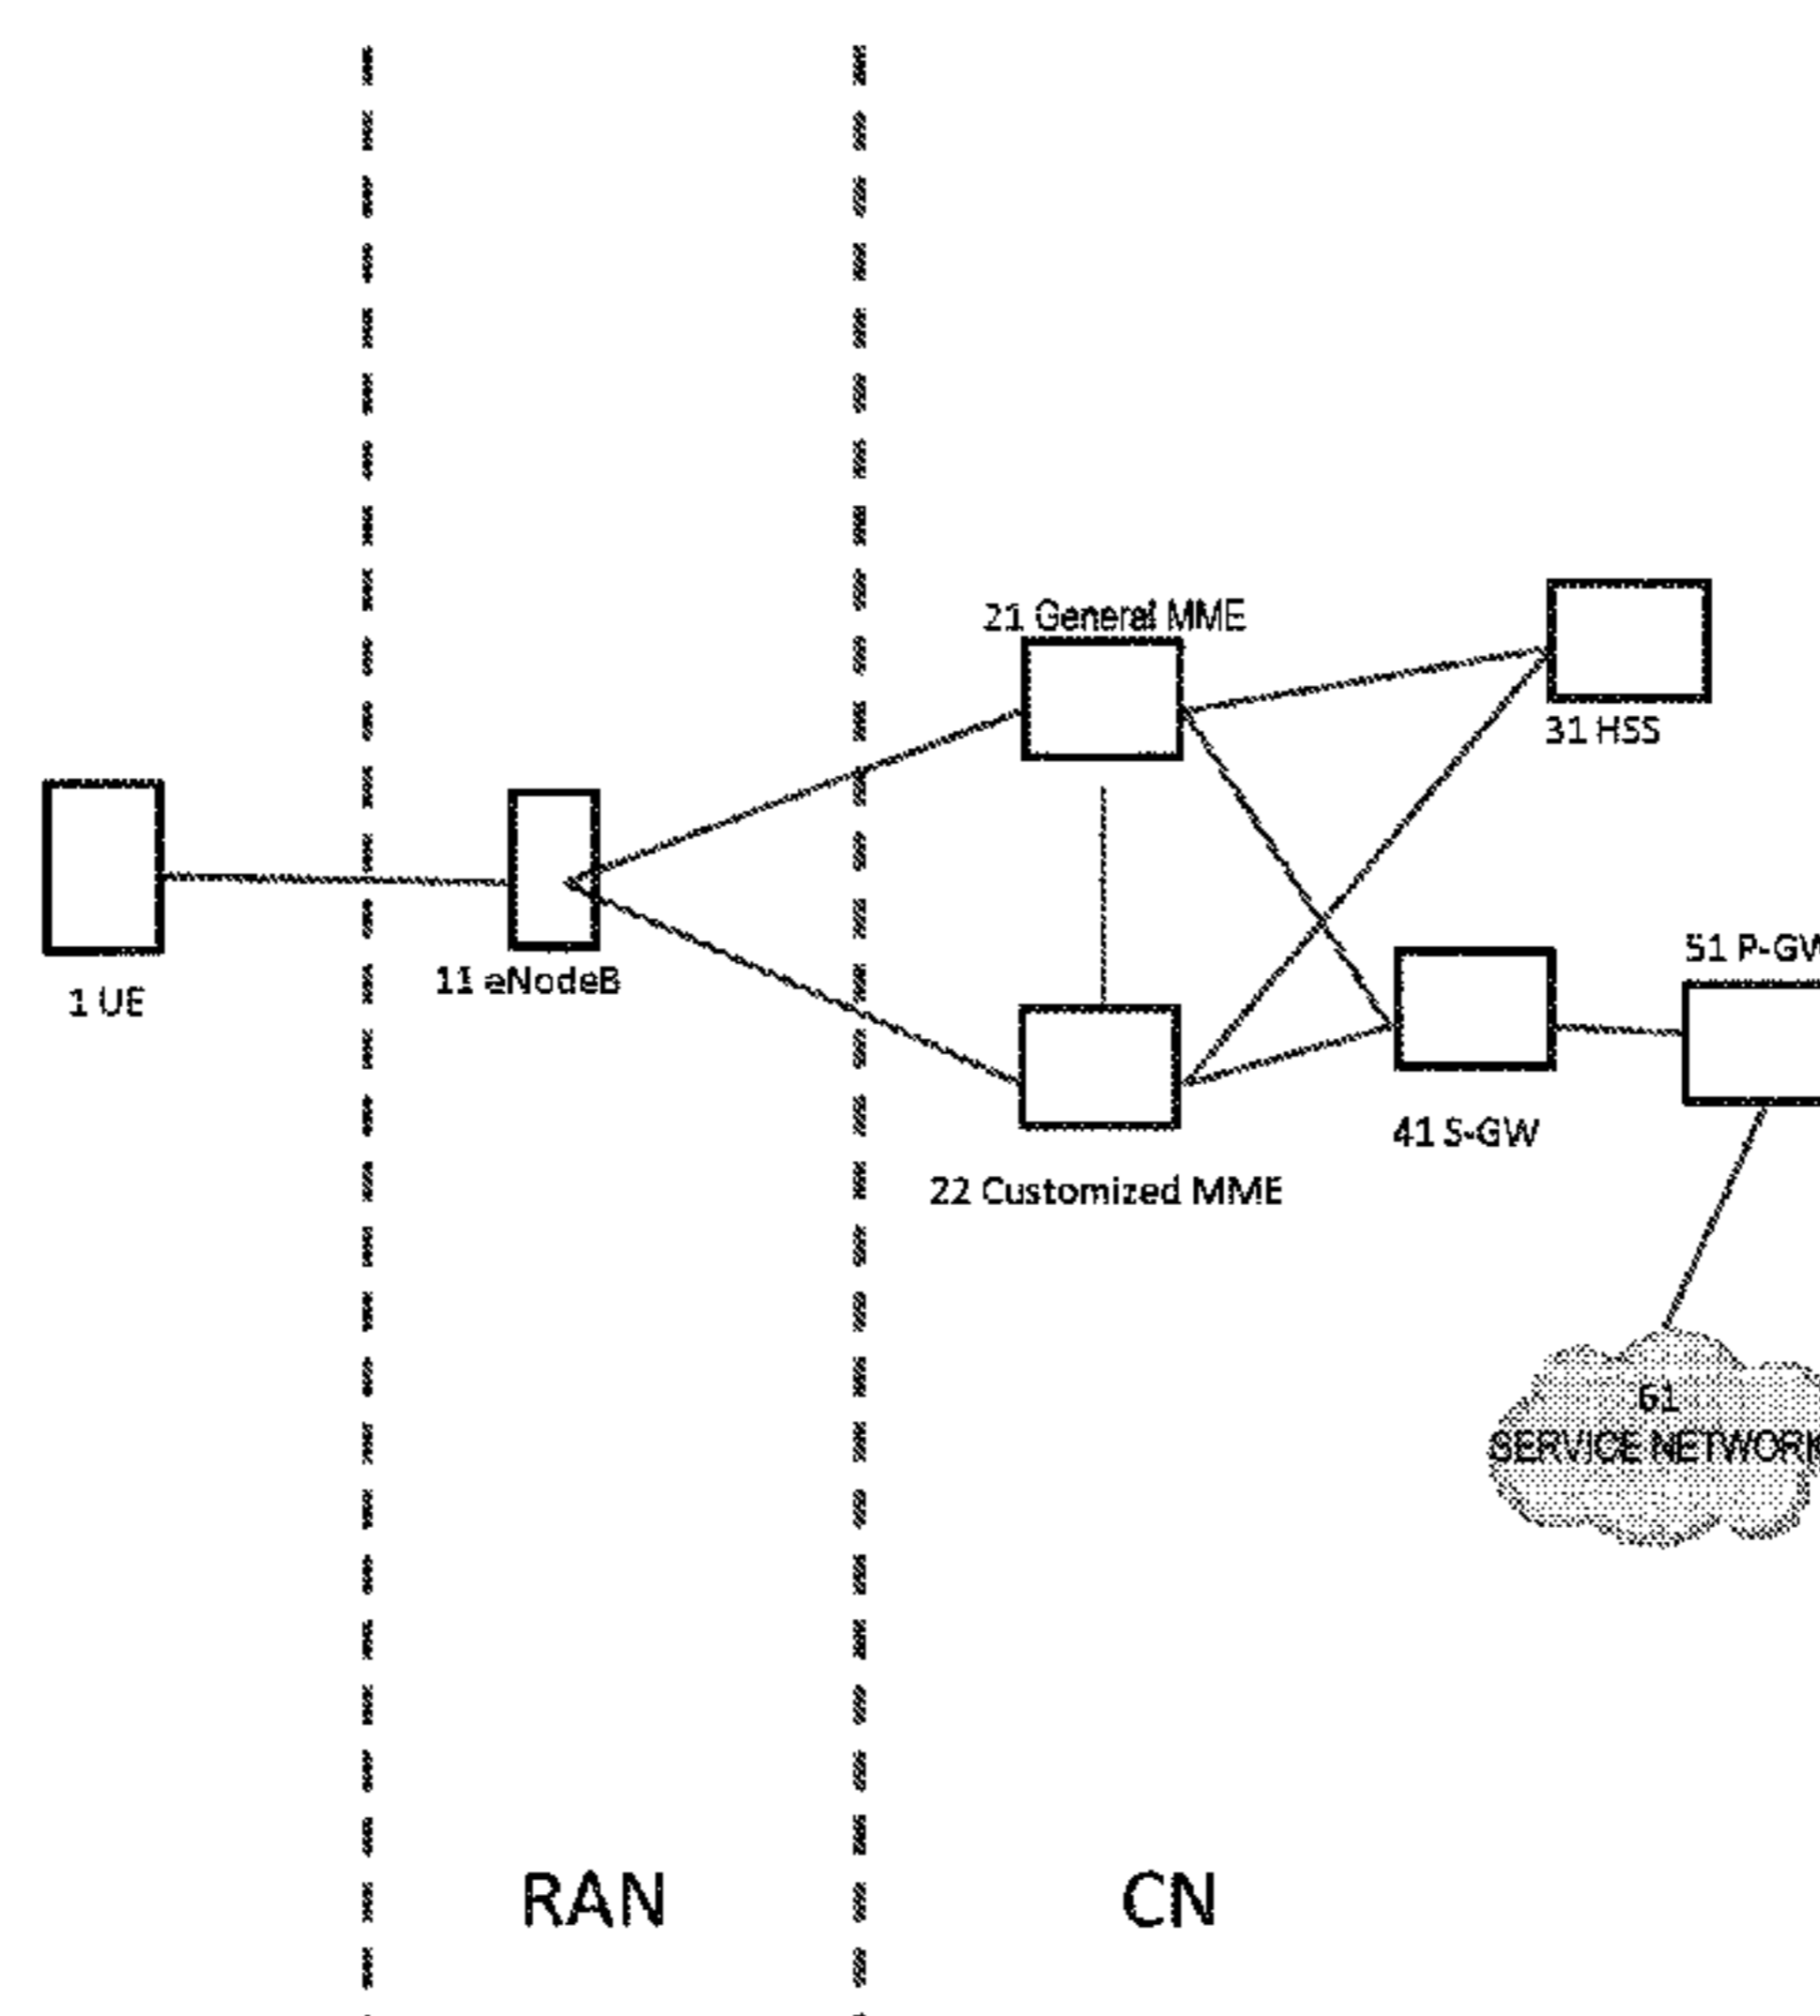 21 General MME
31 HSS
1 UE
11 eNodeB
51 P-GW
41 S-GW
22 Customized MME
61
SERVICE NETWORK
RAN
CN